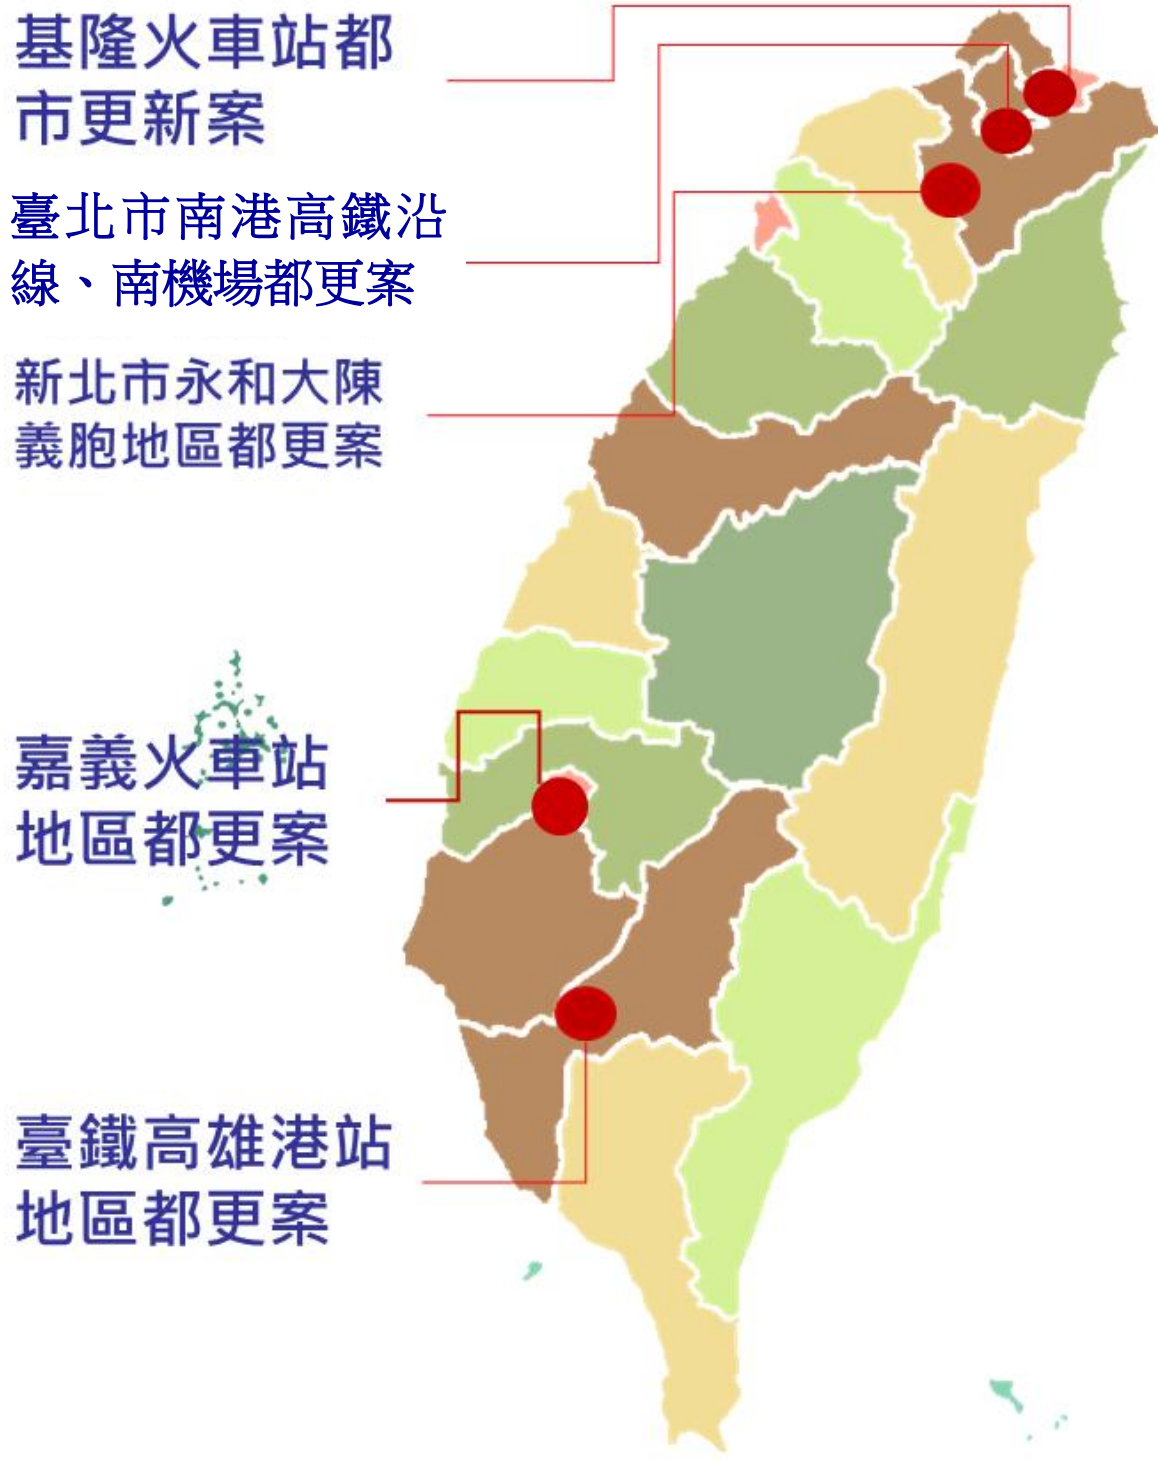 基隆火車站都
市更新案
臺北市南港高鐵沿
線、南機場都更案
新北市永和大陳
義胞地區都更案
嘉義火車站
地區都更案
臺鐵高雄港站
地區都更案